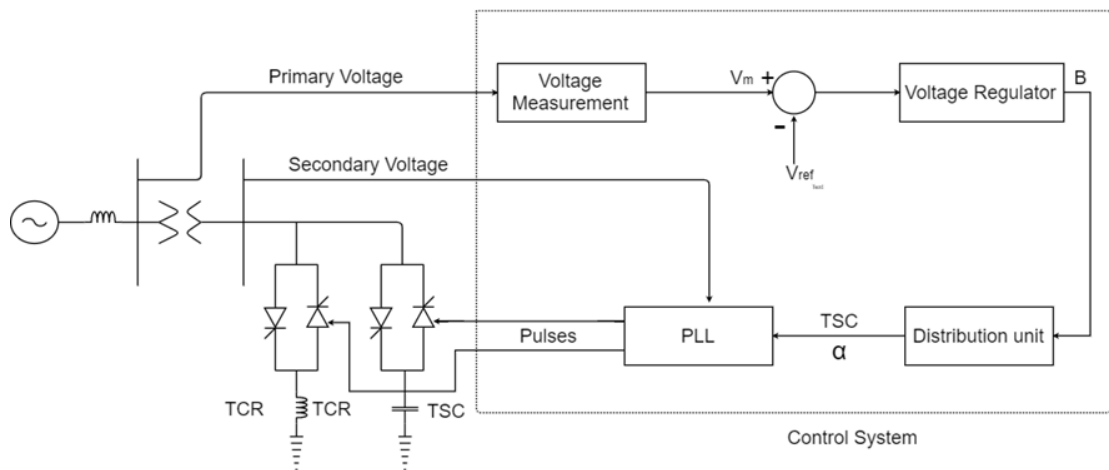 Primary Voltage
Voltage
Measurement
Vm
+
-
Vref
Voltage Regulator
B
Secondary Voltage
Pulses
PLL
TSC
α
Distribution unit
TCR
TCR
TSC
Control System